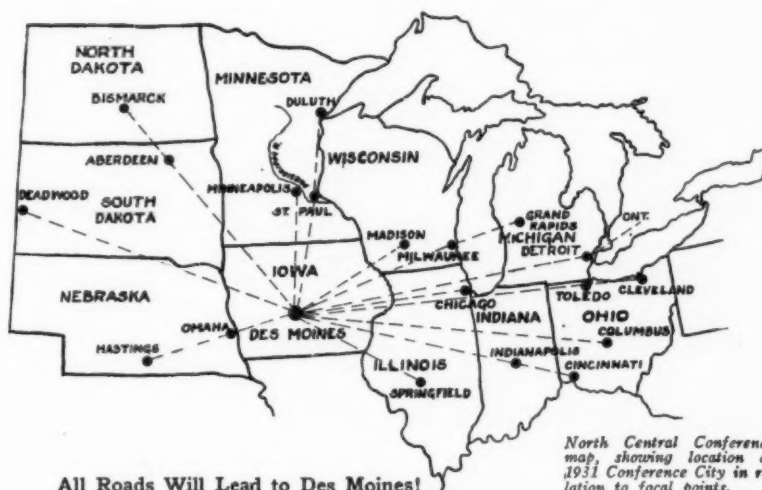 NORTH
DAKOTA
BISMARCK
MINNESOTA
DULUTH
ABERDEEN
WISCONSIN
DEADWOOD
SOUTH
DAKOTA
MINNEAPOLIS
ST. PAUL
MADISON
MILWAUKEE
GRAND
RAPIDS
MICHIGAN
DETROIT
ONT.
IOWA
NEBRASKA
OMAHA
DES MOINES
HASTINGS
CHICAGO
INDIANA
TOLEDO
CLEVELAND
OHIO
COLUMBUS
ILLINOIS
SPRINGFIELD
INDIANAPOLIS
CINCINNATI
All Roads Will Lead to Des Moines!
North Central Conferenc
map, showing location
1931 Conference City in r
lation to focal points.